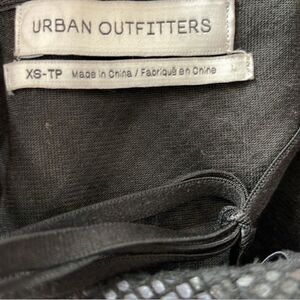 URBAN OUTFITTERS
XS-TP Made in China / Fabriqué en Chine